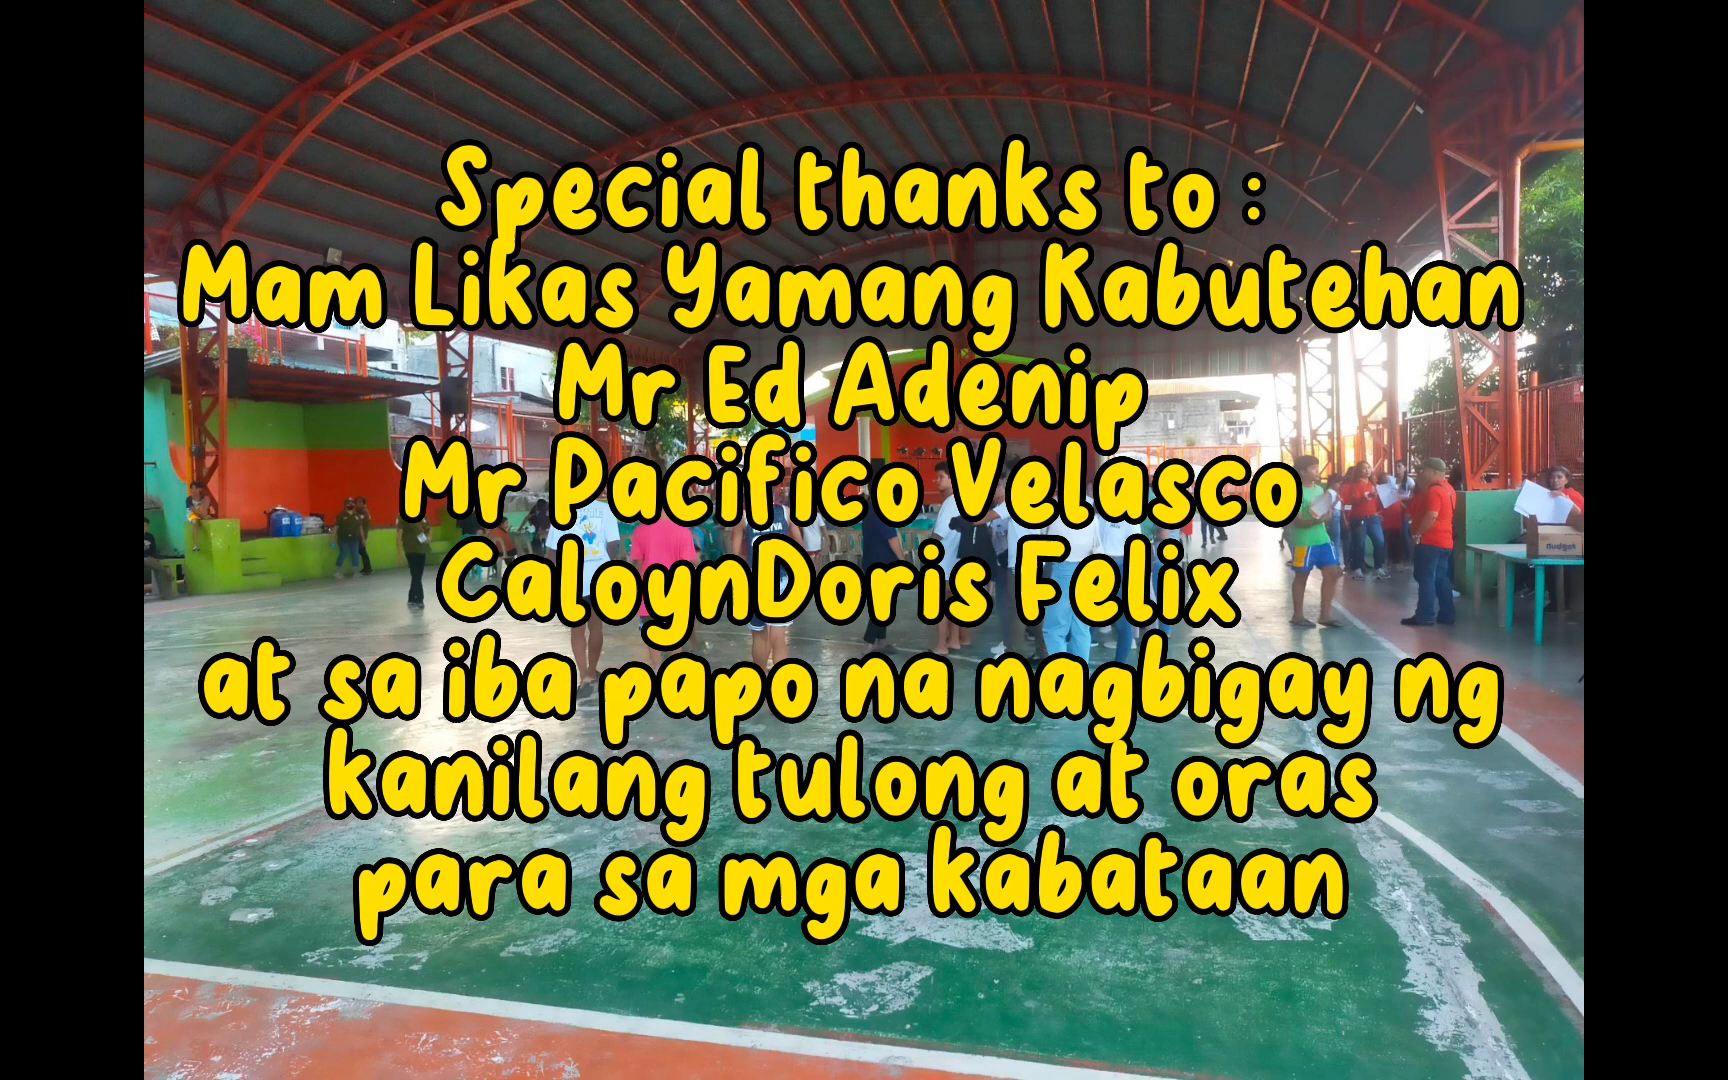 Special thanks to :
Mam Likas Yamang Kabutehan
Mr Ed Adenip
Mr Pacifico Velasco
CaloynDoris Felix
at sa iba papo na nagbigay ng
kanilang tulong at oras
para sa mga kabataan
Nudget